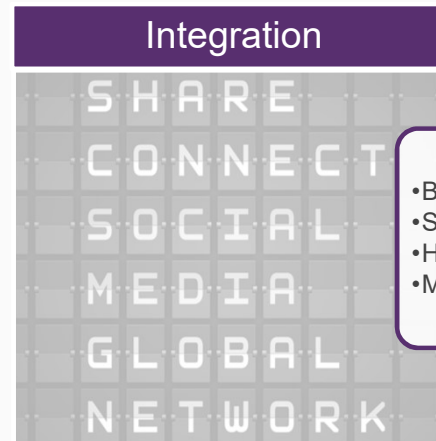 Integration
SHARE
CONNECT
SOCIAL
MEDIA
GLOBAL
NETWORK
•B
•S
•H
•M